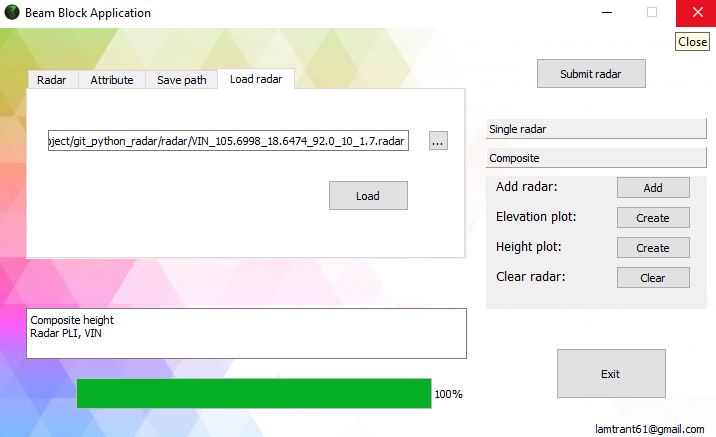 Beam Block Application
Close
Radar Attribute Save path Load radar
Submit radar
oject/git_python_radar/radar/VIN_105.6998_18.6474_92.0_10_1.7.radar ...
Load
Single radar
Composite
Add radar: Add
Elevation plot: Create
Height plot: Create
Clear radar: Clear
Composite height
Radar PLI, VIN
100%
Exit
lamtrant61@gmail.com